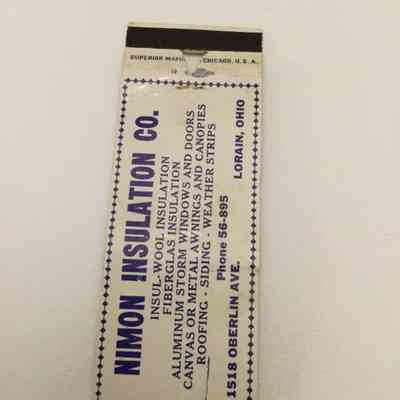 SUPERIOR CHICAGO, U.S.A.
NIMON INSULATION CO.
INSUL-WOOL INSULATION
FIBERGLAS INSULATION
ALUMINUM STORM WINDOWS AND DOORS
CANVAS OR METAL AWNINGS AND CANOPIES
ROOFING - SIDING - WEATHER STRIPS
Phone 56-895
1518 OBERLIN AVE. LORAIN, OHIO